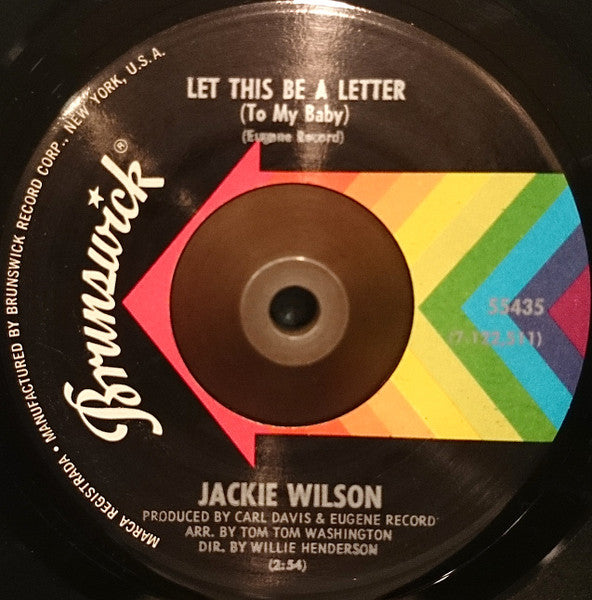 LET THIS BE A LETTER
(To My Baby)
(Eugene Record)
Brunswick®
55435
(7-122,511)
MARCA REGISTRADA • MANUFACTURED BY BRUNSWICK RECORD CORP., NEW YORK, U.S.A.
JACKIE WILSON
PRODUCED BY CARL DAVIS & EUGENE RECORD
ARR. BY TOM TOM WASHINGTON
DIR. BY WILLIE HENDERSON
(2:54)